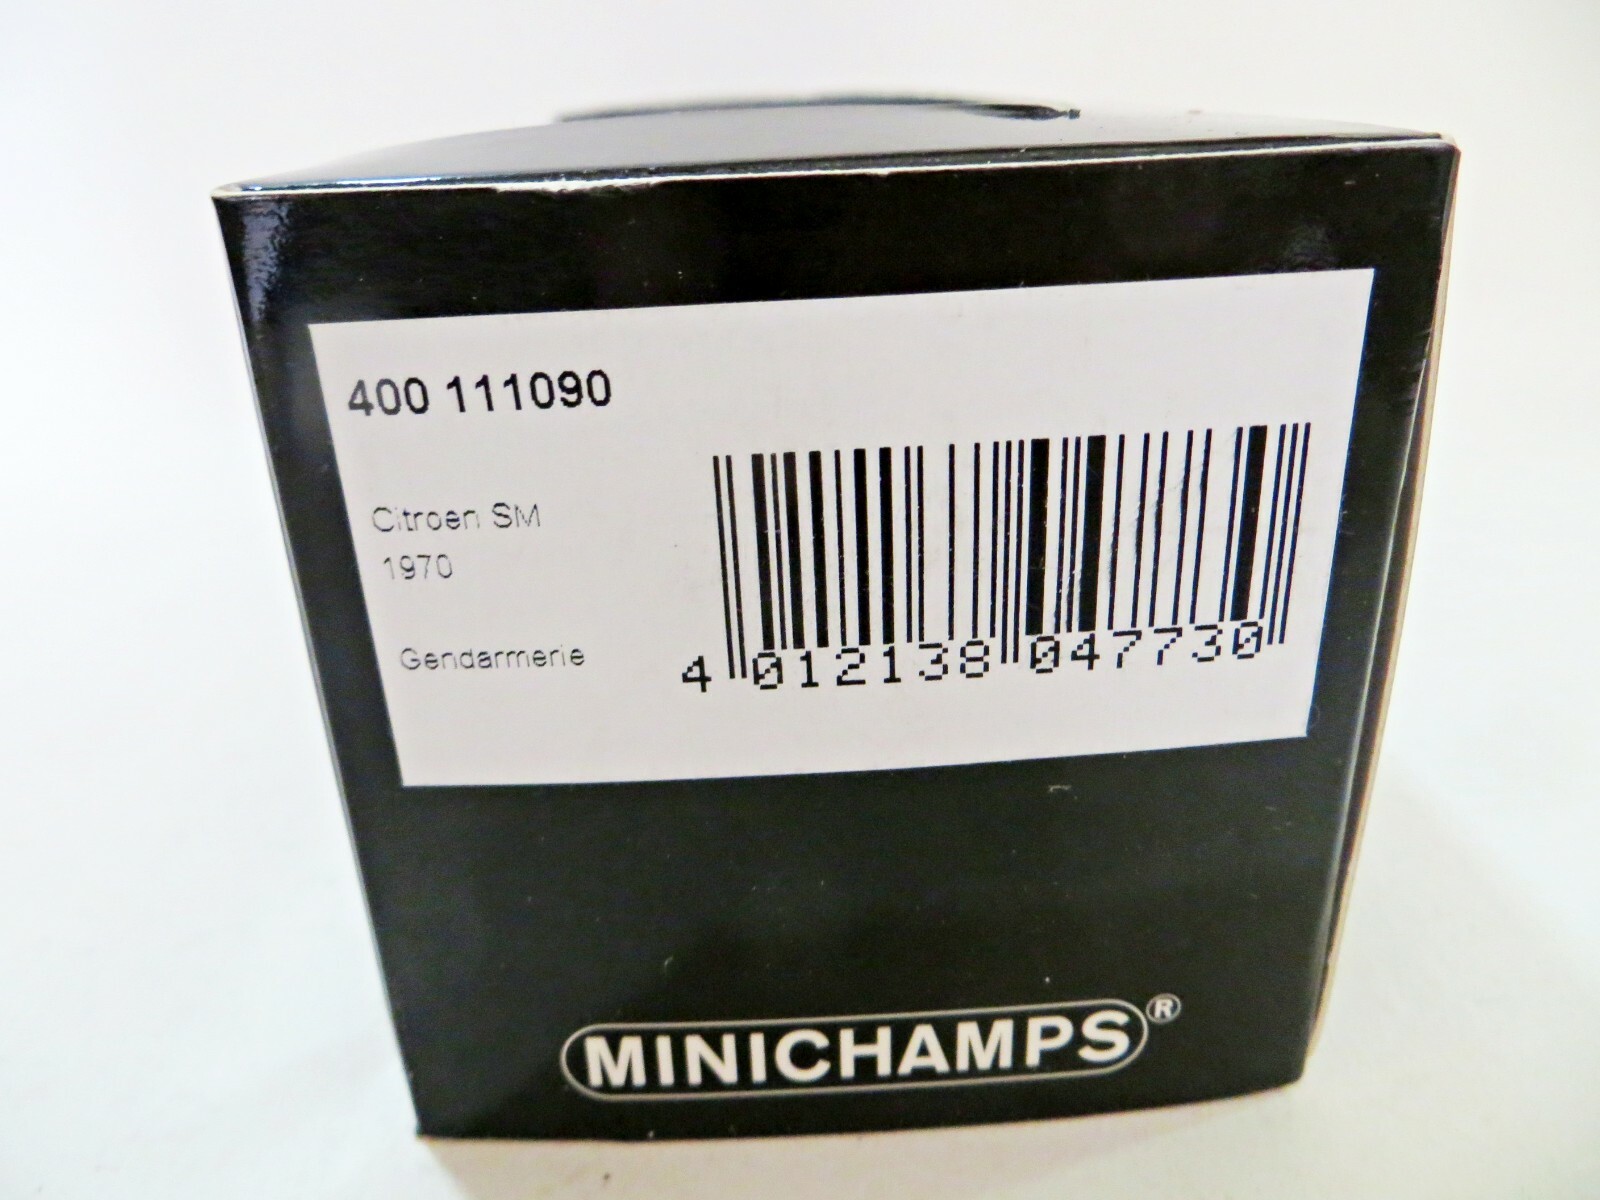 400 111090
Citroen SM
1970
Gendarmerie
4 012138 047730
MINICHAMPS®